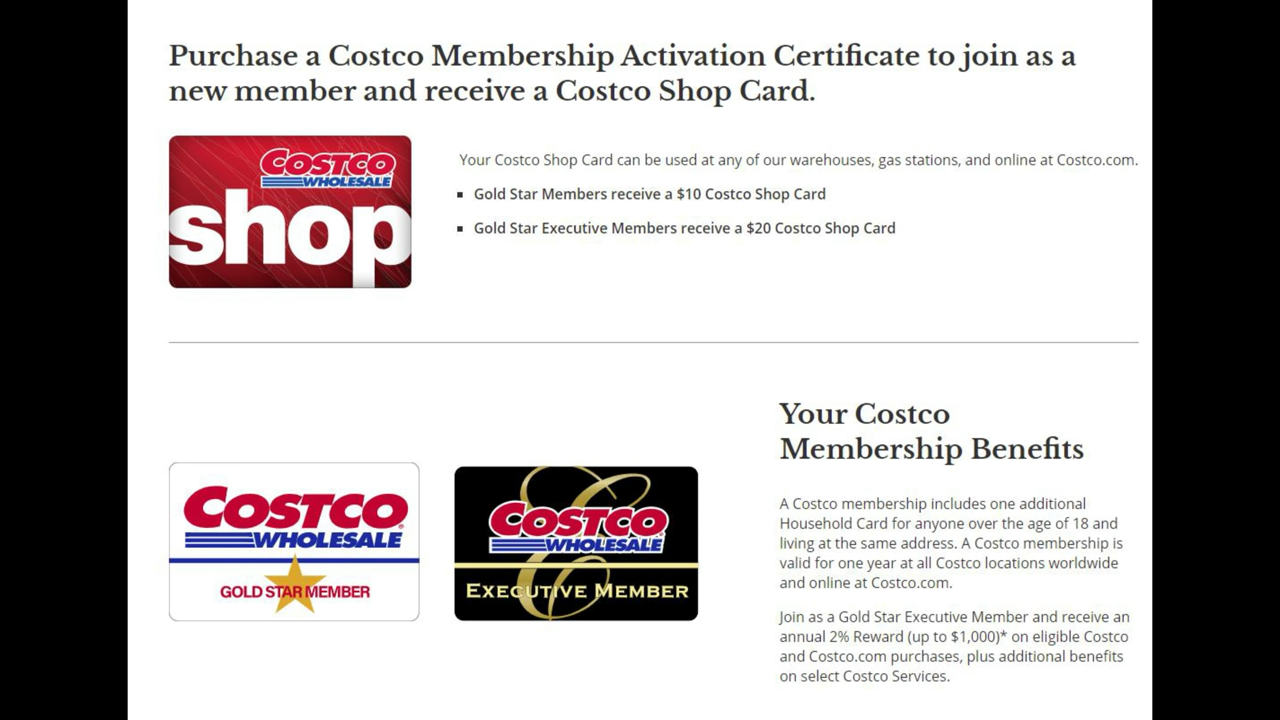 Purchase a Costco Membership Activation Certificate to join as a
new member and receive a Costco Shop Card.
COSTCO
WHOLESALE
shop
Your Costco Shop Card can be used at any of our warehouses, gas stations, and online at Costco.com.
Gold Star Members receive a $10 Costco Shop Card
Gold Star Executive Members receive a $20 Costco Shop Card
COSTCO
WHOLESALE
GOLD STAR MEMBER
COSTCO
WHOLESALE
EXECUTIVE MEMBER
Your Costco
Membership Benefits
A Costco membership includes one additional
Household Card for anyone over the age of 18 and
living at the same address. A Costco membership is
valid for one year at all Costco locations worldwide
and online at Costco.com.
Join as a Gold Star Executive Member and receive an
annual 2% Reward (up to $1,000)* on eligible Costco
and Costco.com purchases, plus additional benefits
on select Costco Services.